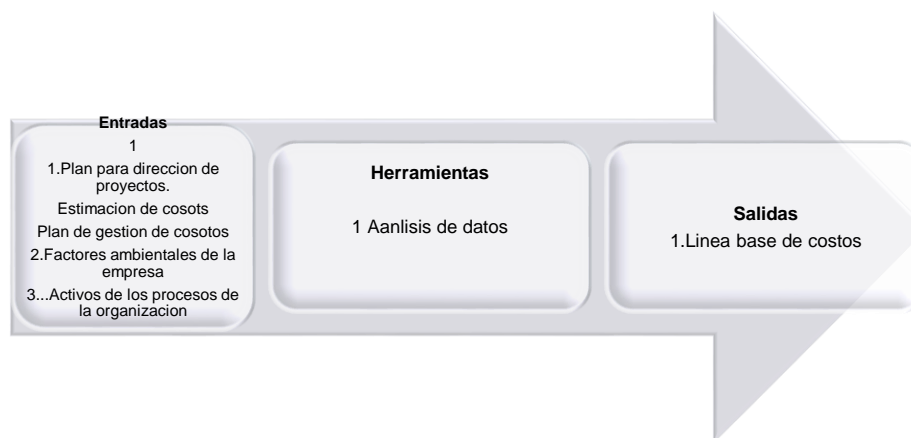 Entradas
1
1.Plan para direccion de
proyectos.
Estimacion de cosots
Plan de gestion de cosotos
2.Factores ambientales de la
empresa
3...Activos de los procesos de
la organizacion
Herramientas
1 Aanlisis de datos
Salidas
1.Linea base de costos